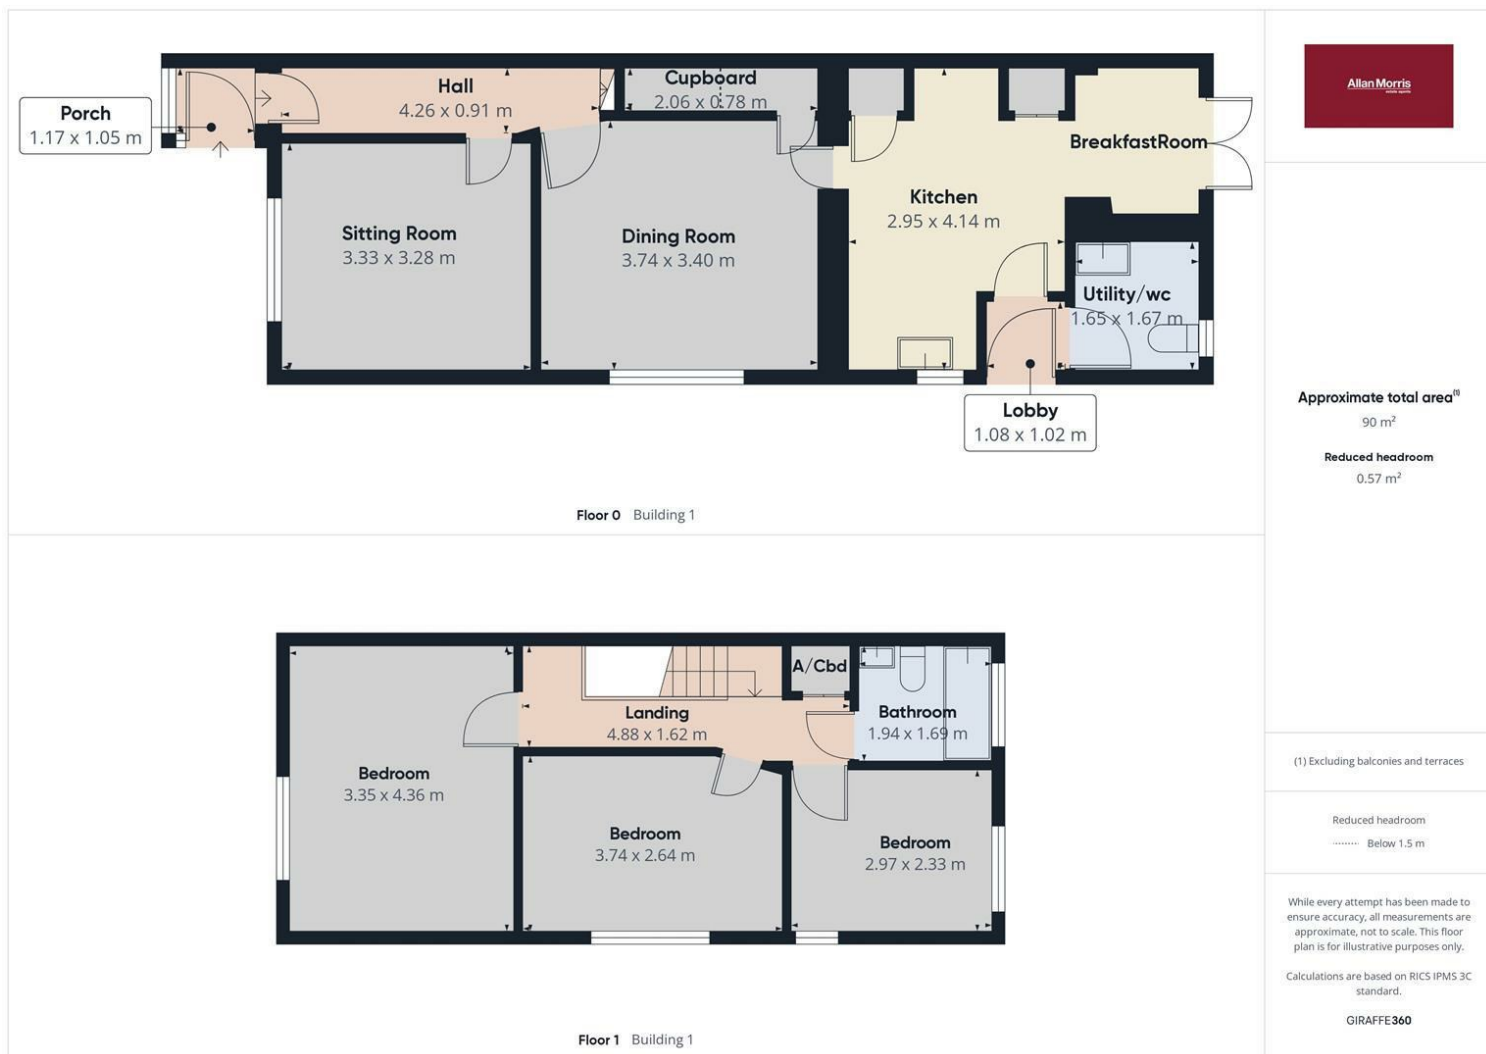 Porch
1.17 x 1.05 m
Hall
4.26 x 0.91 m
Cupboard
2.06 x 0.78 m
BreakfastRoom
Kitchen
2.95 x 4.14 m
Sitting Room
3.33 x 3.28 m
Dining Room
3.74 x 3.40 m
Utility/wc
1.65 x 1.67 m
Lobby
1.08 x 1.02 m
Floor 0 Building 1
A/Cbd
Landing
4.88 x 1.62 m
Bathroom
1.94 x 1.69 m
Bedroom
3.35 x 4.36 m
Bedroom
3.74 x 2.64 m
Bedroom
2.97 x 2.33 m
Floor 1 Building 1
Allan Morris
estate agents
Approximate total area(1)
90 m²
Reduced headroom
0.57 m²
(1) Excluding balconies and terraces
Reduced headroom
Below 1.5 m
While every attempt has been made to
ensure accuracy, all measurements are
approximate, not to scale. This floor
plan is for illustrative purposes only.
Calculations are based on RICS IPMS 3C
standard.
GIRAFFE360